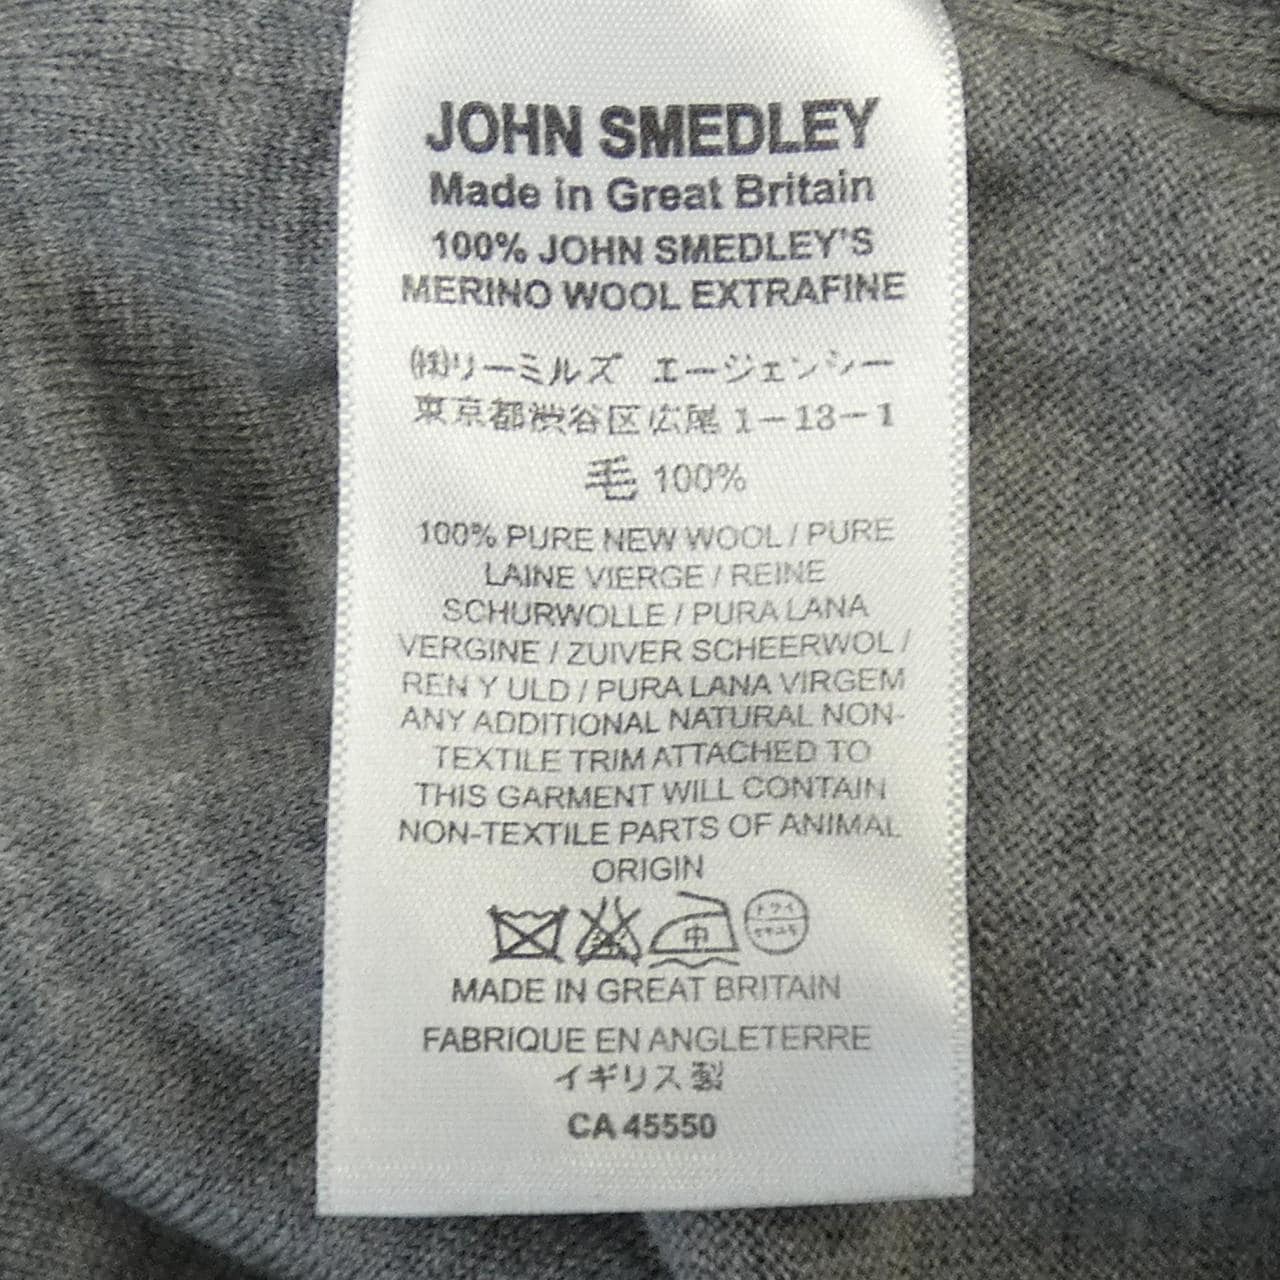 JOHN SMEDLEY
Made in Great Britain
100% JOHN SMEDLEY'S
MERINO WOOL EXTRAFINE
㈱リーミルズ エージェンシー
東京都渋谷区広尾1-13-1
毛 100%
100% PURE NEW WOOL / PURE
LAINE VIERGE / REINE
SCHURWOLLE / PURA LANA
VERGINE / ZUIVER SCHEERWOL /
REN Y ULD / PURA LANA VIRGEM
ANY ADDITIONAL NATURAL NON-
TEXTILE TRIM ATTACHED TO
THIS GARMENT WILL CONTAIN
NON-TEXTILE PARTS OF ANIMAL
ORIGIN
中 ドライ
MADE IN GREAT BRITAIN
FABRIQUE EN ANGLETERRE
イギリス製
CA 45550